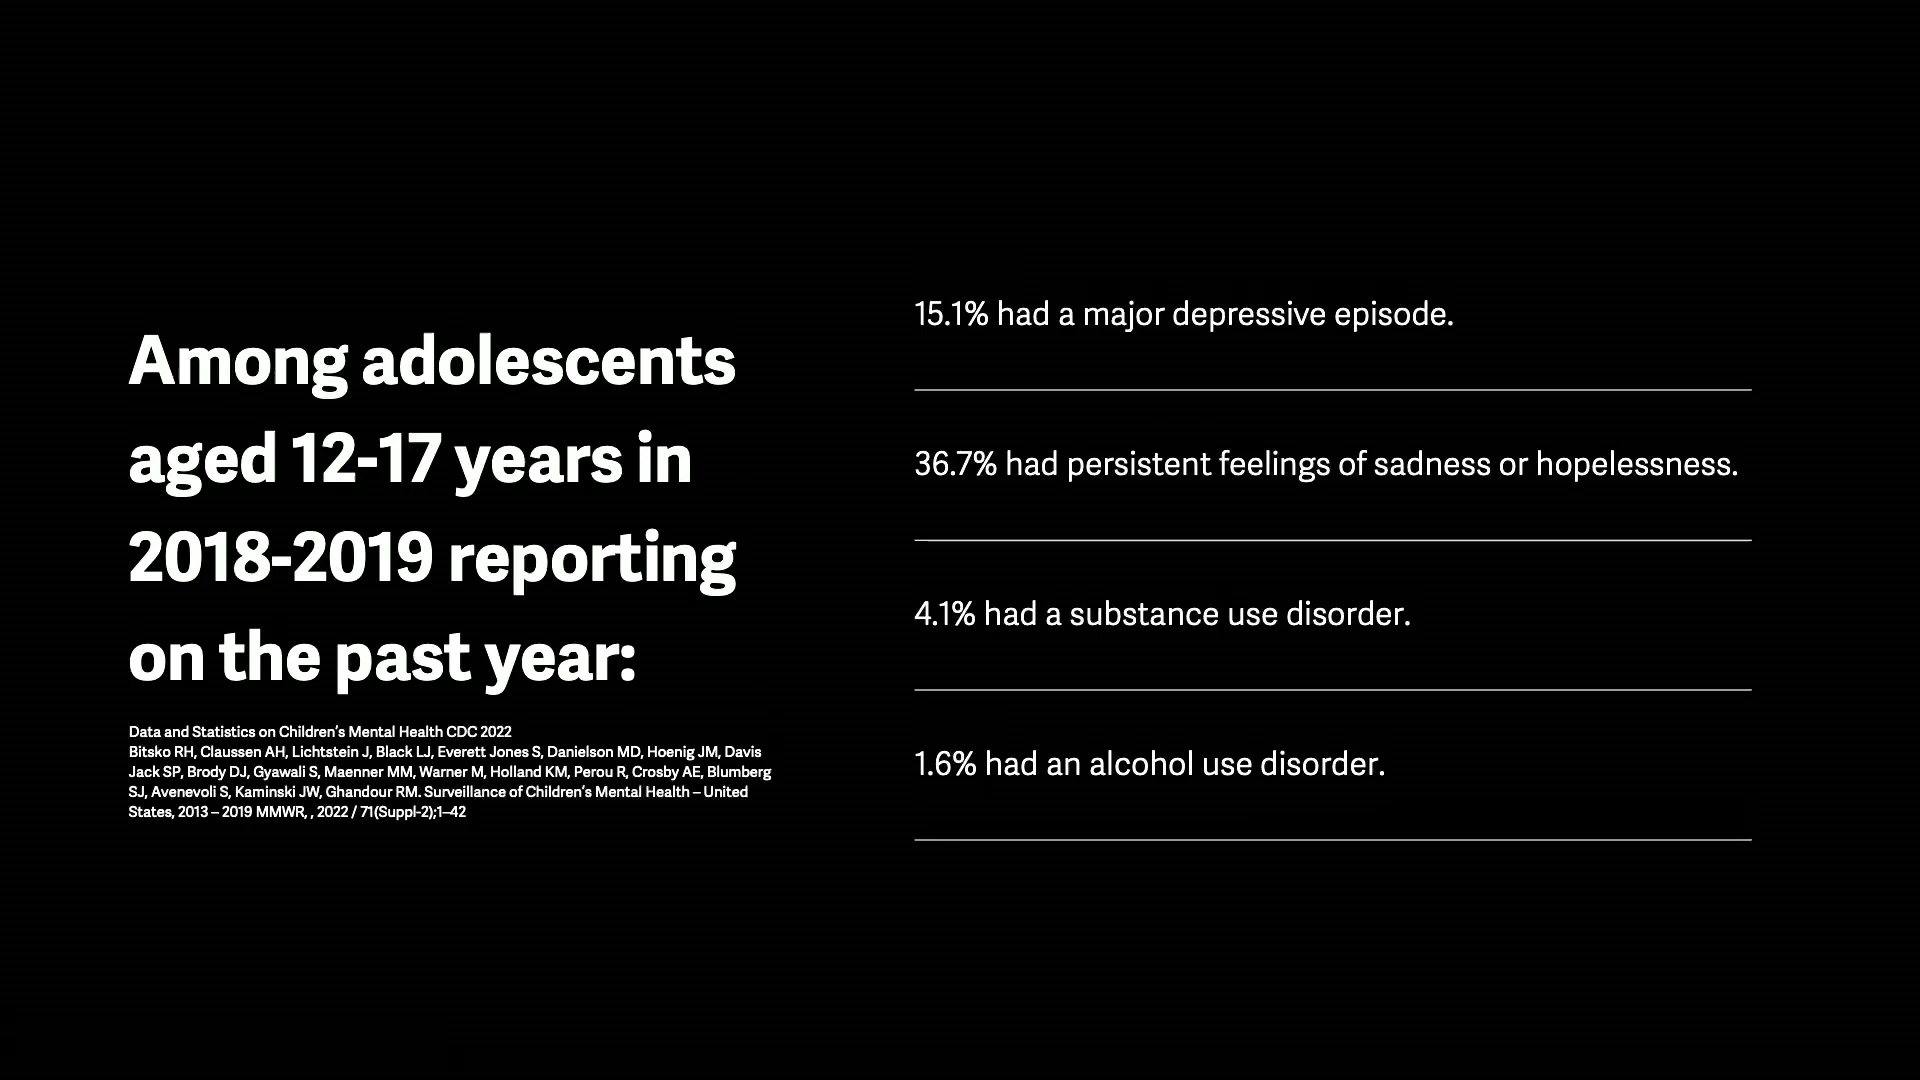 Among adolescents
aged 12-17 years in
2018-2019 reporting
on the past year:
Data and Statistics on Children’s Mental Health CDC 2022
Bitsko RH, Claussen AH, Lichtstein J, Black LJ, Everett Jones S, Danielson MD, Hoenig JM, Davis
Jack SP, Brody DJ, Gyawali S, Maenner MM, Warner M, Holland KM, Perou R, Crosby AE, Blumberg
SJ, Avenevoli S, Kaminski JW, Ghandour RM. Surveillance of Children’s Mental Health – United
States, 2013 – 2019 MMWR, , 2022 / 71(Suppl-2);1–42
15.1% had a major depressive episode.
36.7% had persistent feelings of sadness or hopelessness.
4.1% had a substance use disorder.
1.6% had an alcohol use disorder.